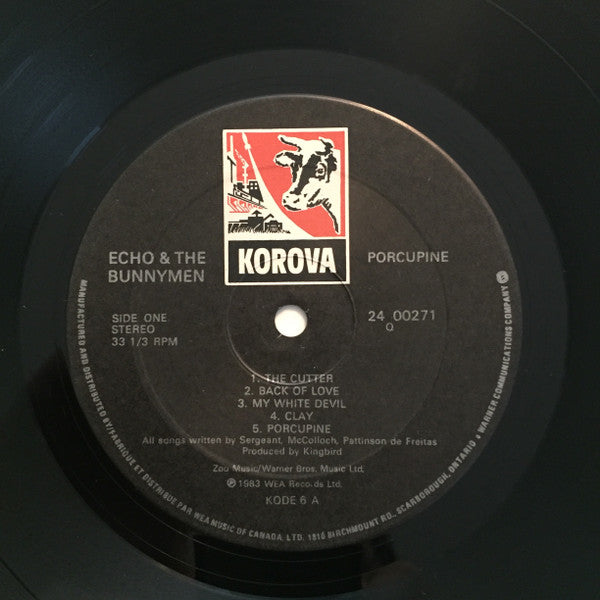 KOROVA
ECHO & THE
BUNNYMEN
PORCUPINE
SIDE ONE
STEREO
33 1/3 RPM
24 00271
Q
1. THE CUTTER
2. BACK OF LOVE
3. MY WHITE DEVIL
4. CLAY
5. PORCUPINE
All songs written by Sergeant, McColloch, Pattinson de Freitas
Produced by Kingbird
Zoo Music/Warner Bros. Music Ltd.
℗ 1983 WEA Records Ltd.
KODE 6 A
MANUFACTURED AND DISTRIBUTED BY/FABRIQUE ET DISTRIBUE PAR WEA MUSIC OF CANADA, LTD. 1810 BIRCHMOUNT RD., SCARBOROUGH, ONTARIO A WARNER COMMUNICATIONS COMPANY